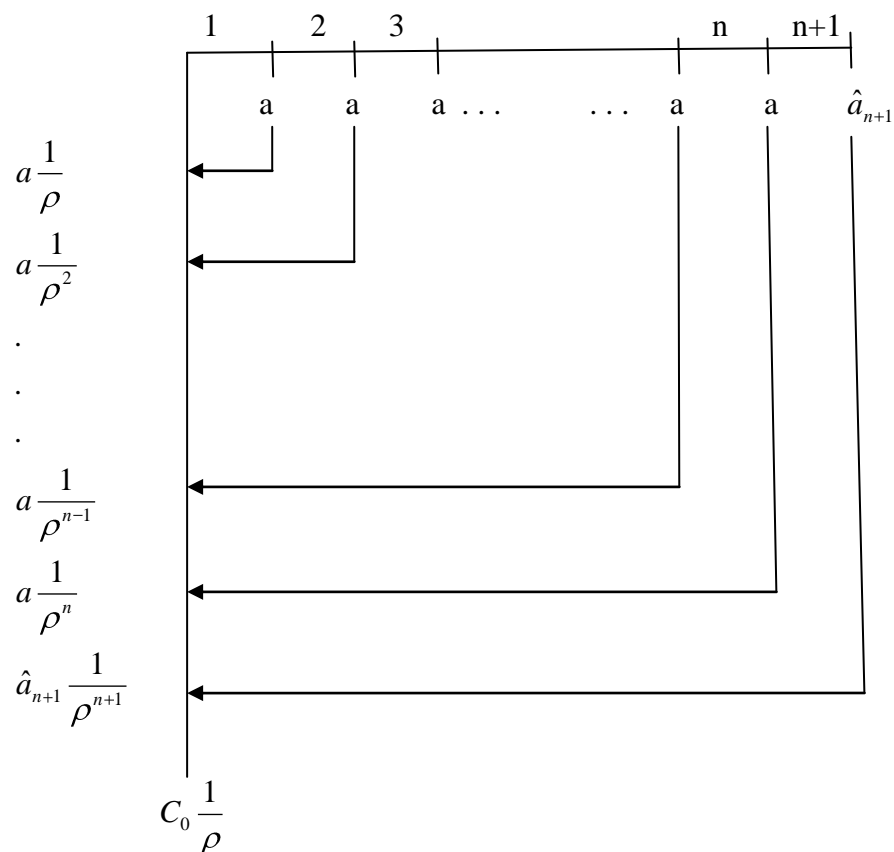 1 2 3 n n+1
a a a . . . . . . a a â_{n+1}
a 1/ρ
a 1/ρ^2
.
.
.
a 1/ρ^{n-1}
a 1/ρ^n
â_{n+1} 1/ρ^{n+1}
C_0 1/ρ